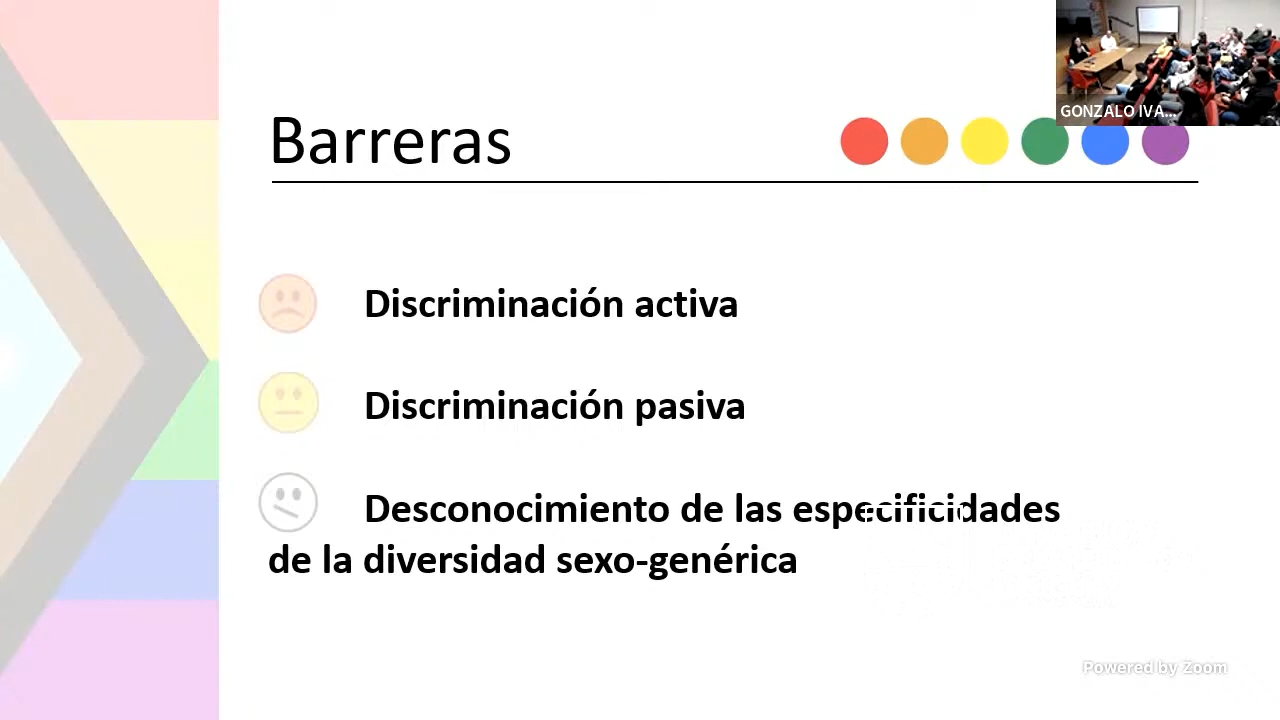 GONZALO IVA...
Barreras
Discriminación activa
Discriminación pasiva
Desconocimiento de las especificidades
de la diversidad sexo-genérica
Powered by Zoom